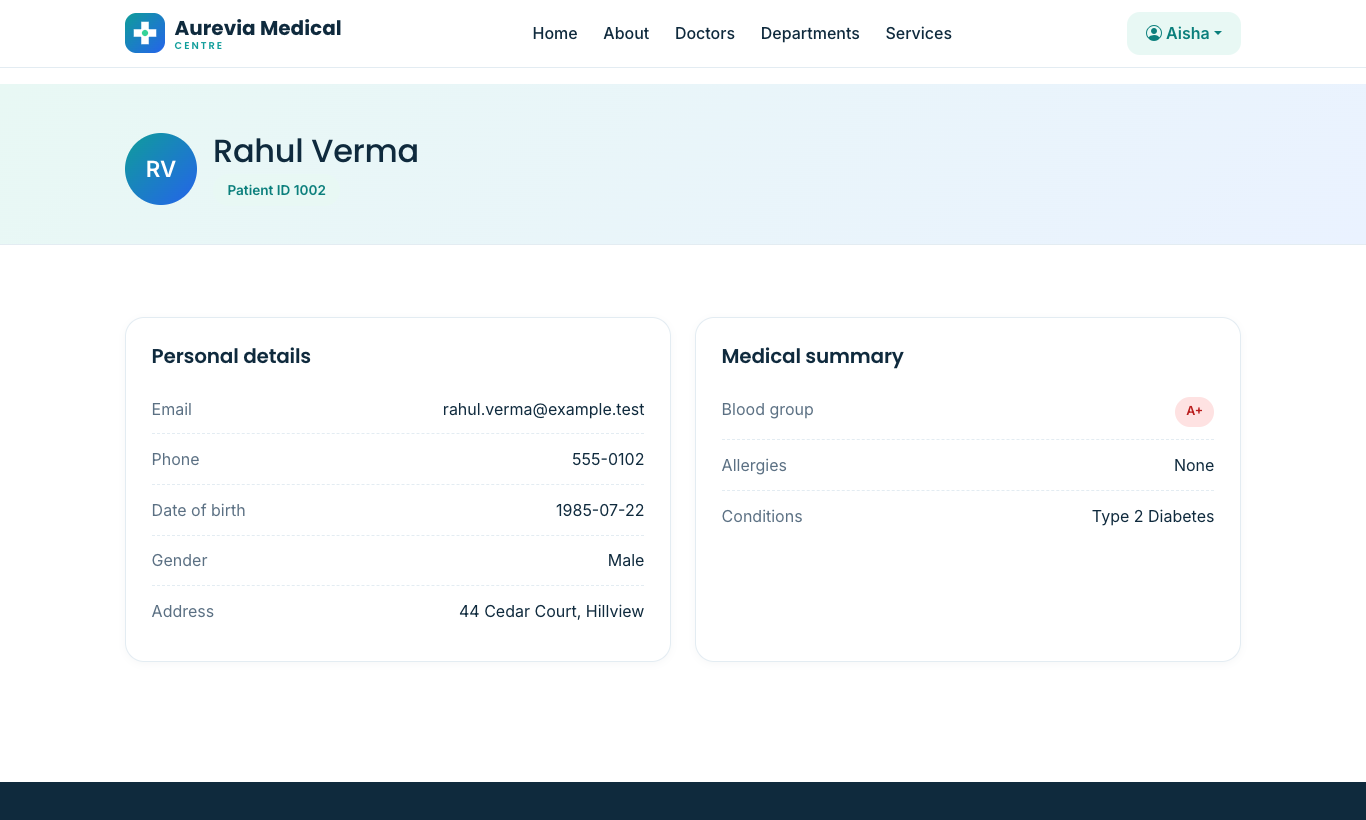 Aurevia Medical
CENTRE
Home About Doctors Departments Services
Aisha
RV
Rahul Verma
Patient ID 1002
Personal details
Email rahul.verma@example.test
Phone 555-0102
Date of birth 1985-07-22
Gender Male
Address 44 Cedar Court, Hillview
Medical summary
Blood group A+
Allergies None
Conditions Type 2 Diabetes